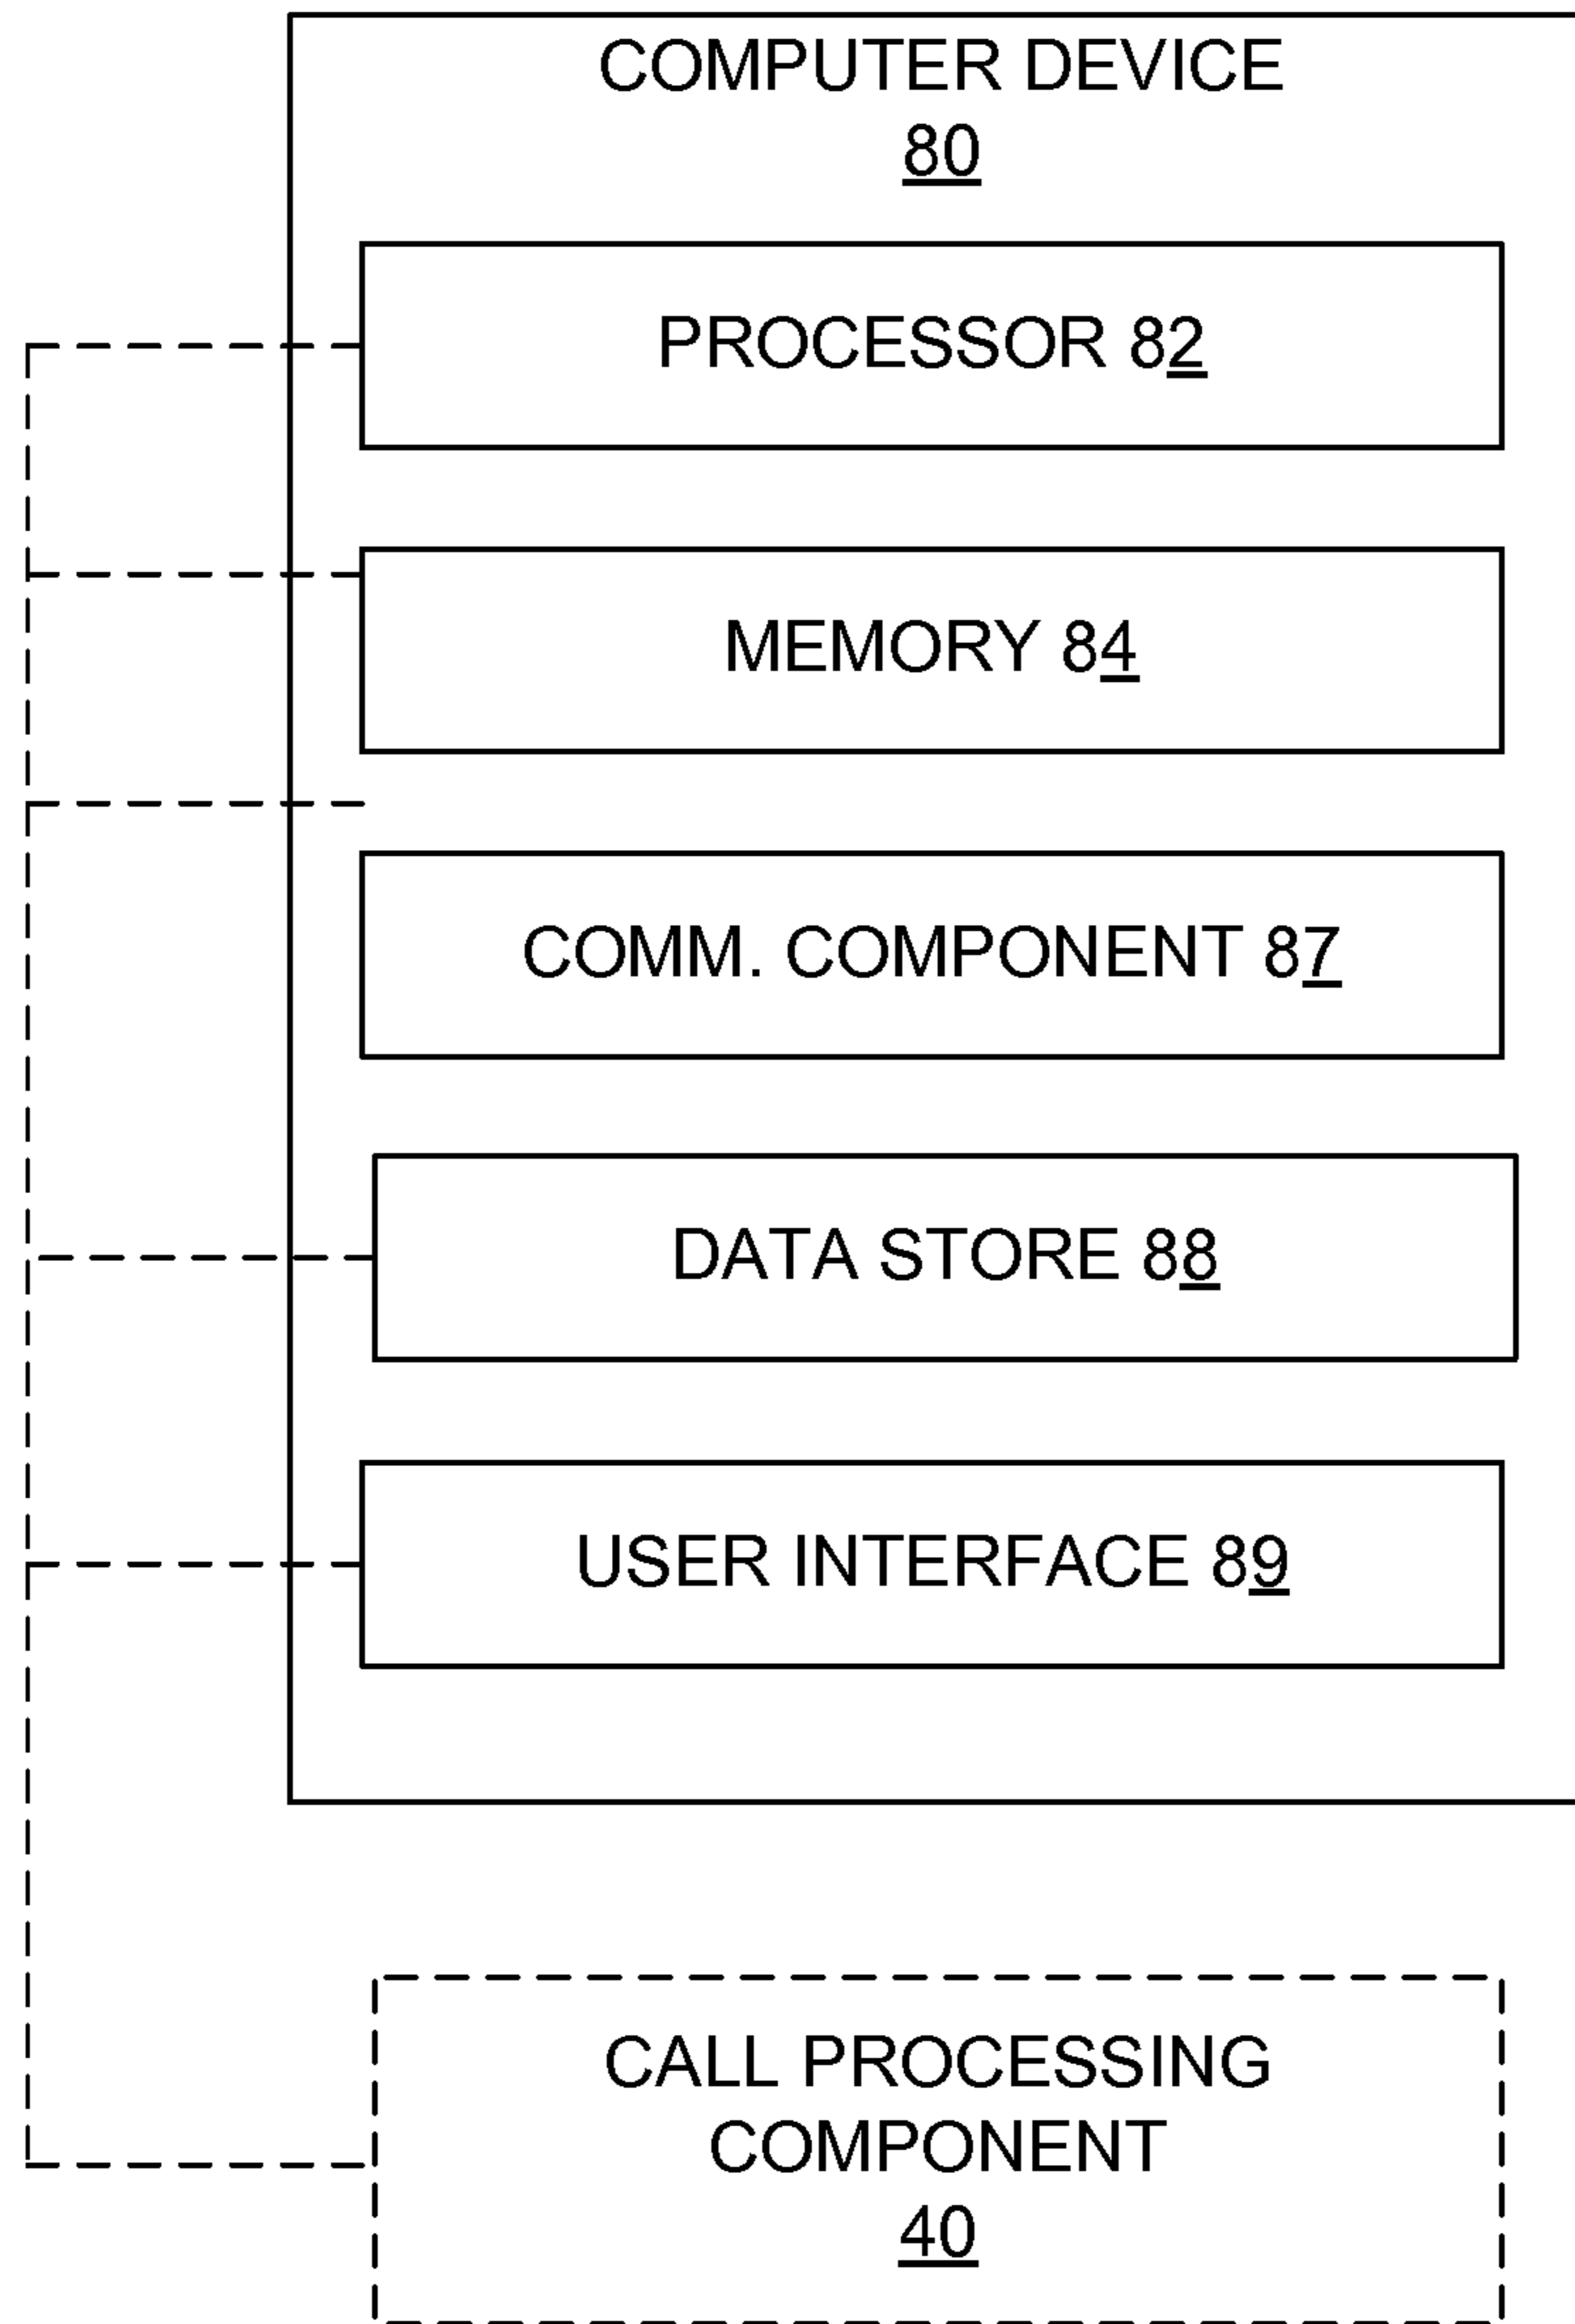 COMPUTER DEVICE
80
PROCESSOR 82
MEMORY 84
COMM. COMPONENT 87
DATA STORE 88
USER INTERFACE 89
CALL PROCESSING
COMPONENT
40